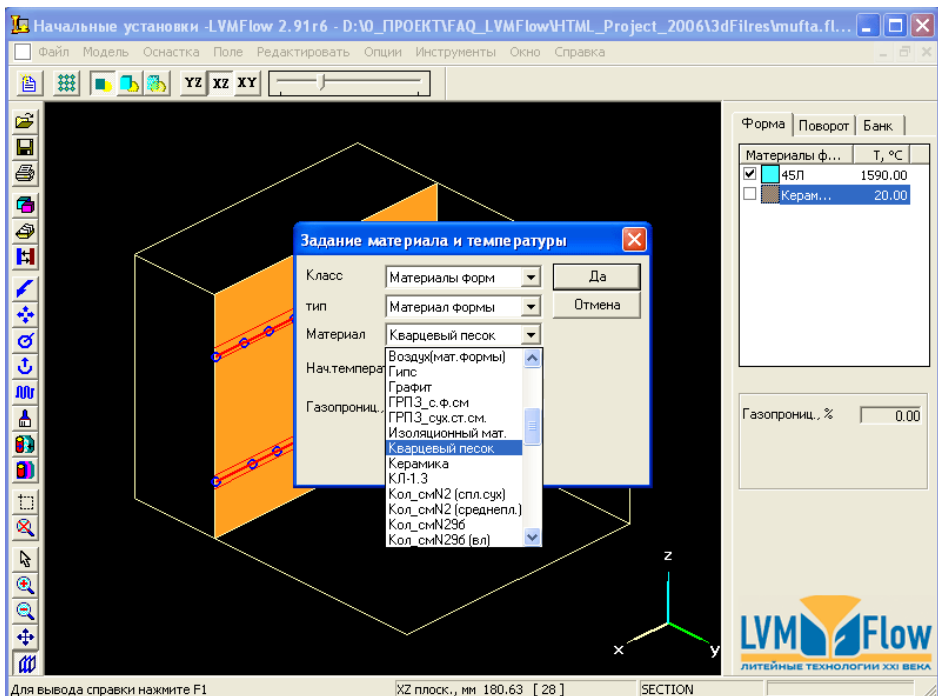 Начальные установки -LVMFlow 2.91r6 - D:\0_ПРОЕКТ\FAQ_LVMFlow\HTML_Project_2006\3dFilres\mufta.fl...
Файл Модель Оснастка Поле Редактировать Опции Инструменты Окно Справка
YZ XZ XY
Форма Поворот Банк
Материалы ф... T, °C
45Л 1590.00
Керам... 20.00
Задание материала и температуры
Класс Материалы форм Да
тип Материал формы Отмена
Материал Кварцевый песок
Воздух(мат.формы)
Нач.темпера
Гипс
Графит
ГРПЗ_с.ф.см
Газопрониц.,
ГРПЗ_сух.ст.см.
Изоляционный мат.
Кварцевый песок
Керамика
КЛ-1.3
Кол_смN2 (спл.сух)
Кол_смN2 (среднепл.)
Кол_смN29б
Кол_смN29б (вл)
Газопрониц., % 0.00
z
x
y
LVM Flow
ЛИТЕЙНЫЕ ТЕХНОЛОГИИ XXI ВЕКА
Для вывода справки нажмите F1 XZ плоск., мм 180.63 [ 28 ] SECTION